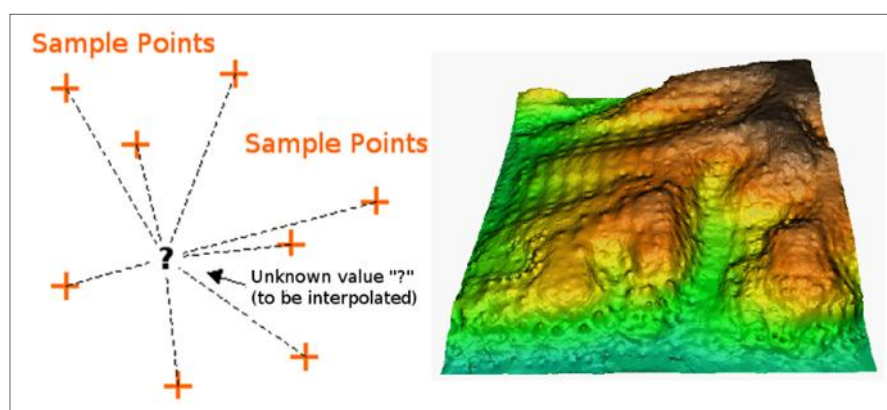 Sample Points
Sample Points
?
Unknown value "?"
(to be interpolated)